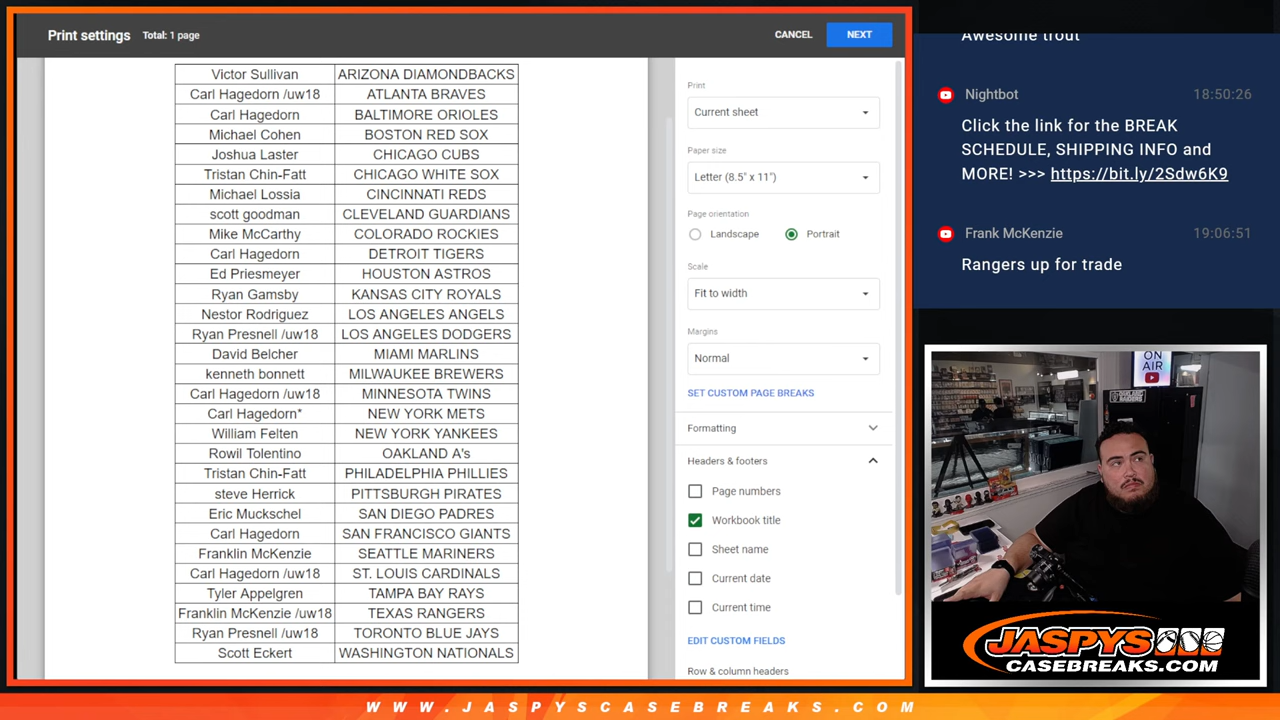 Print settings
Total: 1 page
CANCEL
NEXT
Victor Sullivan ARIZONA DIAMONDBACKS
Carl Hagedorn /uw18 ATLANTA BRAVES
Carl Hagedorn BALTIMORE ORIOLES
Michael Cohen BOSTON RED SOX
Joshua Laster CHICAGO CUBS
Tristan Chin-Fatt CHICAGO WHITE SOX
Michael Lossia CINCINNATI REDS
scott goodman CLEVELAND GUARDIANS
Mike McCarthy COLORADO ROCKIES
Carl Hagedorn DETROIT TIGERS
Ed Priesmeyer HOUSTON ASTROS
Ryan Gamsby KANSAS CITY ROYALS
Nestor Rodriguez LOS ANGELES ANGELS
Ryan Presnell /uw18 LOS ANGELES DODGERS
David Belcher MIAMI MARLINS
kenneth bonnett MILWAUKEE BREWERS
Carl Hagedorn /uw18 MINNESOTA TWINS
Carl Hagedorn* NEW YORK METS
William Felten NEW YORK YANKEES
Rowil Tolentino OAKLAND A's
Tristan Chin-Fatt PHILADELPHIA PHILLIES
steve Herrick PITTSBURGH PIRATES
Eric Muckschel SAN DIEGO PADRES
Carl Hagedorn SAN FRANCISCO GIANTS
Franklin McKenzie SEATTLE MARINERS
Carl Hagedorn /uw18 ST. LOUIS CARDINALS
Tyler Appelgren TAMPA BAY RAYS
Franklin McKenzie /uw18 TEXAS RANGERS
Ryan Presnell /uw18 TORONTO BLUE JAYS
Scott Eckert WASHINGTON NATIONALS
Print
Current sheet
Paper size
Letter (8.5" x 11")
Page orientation
Landscape Portrait
Scale
Fit to width
Margins
Normal
SET CUSTOM PAGE BREAKS
Formatting
Headers & footers
Page numbers
Workbook title
Sheet name
Current date
Current time
EDIT CUSTOM FIELDS
Row & column headers
Awesome trout
Nightbot 18:50:26
Click the link for the BREAK
SCHEDULE, SHIPPING INFO and
MORE! >>> https://bit.ly/2Sdw6K9
Frank McKenzie 19:06:51
Rangers up for trade
ON
AIR
JASPYS
CASEBREAKS.COM
WWW.JASPYSCASEBREAKS.COM